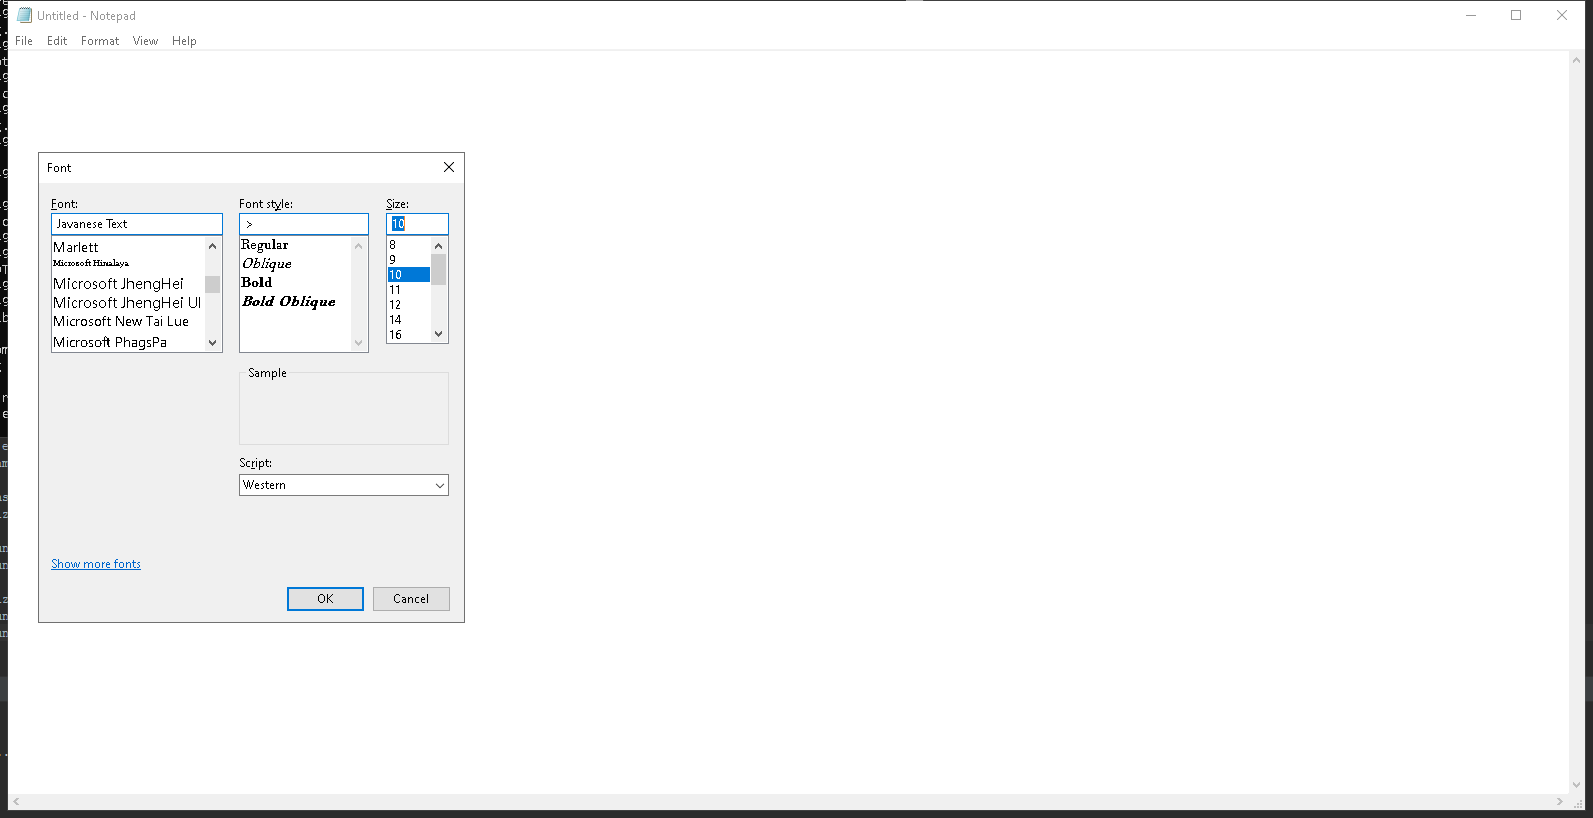 Untitled - Notepad
File Edit Format View Help
Font
Font: Font style: Size:
Javanese Text > 10
Marlett
Microsoft Himalaya
Microsoft JhengHei
Microsoft JhengHei UI
Microsoft New Tai Lue
Microsoft PhagsPa
Regular
Oblique
Bold
Bold Oblique
8
9
10
11
12
14
16
Sample
Script:
Western
Show more fonts
OK Cancel